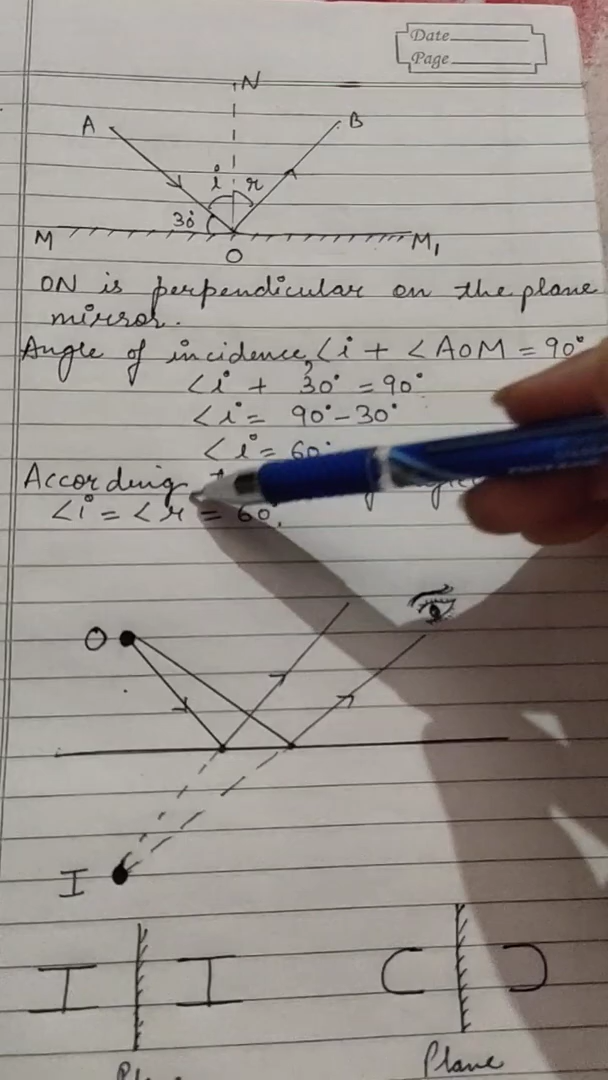 Date
Page
N
A
B
i
r
30°
M
M₁
O
ON is perpendicular on the plane
mirror.
Angle of incidence, ∠i + ∠AOM = 90°
∠i + 30° = 90°
∠i = 90° - 30°
∠i = 60°
According
∠i = ∠r = 60°.
O
I
I I
C Ɔ
Plane
Plane